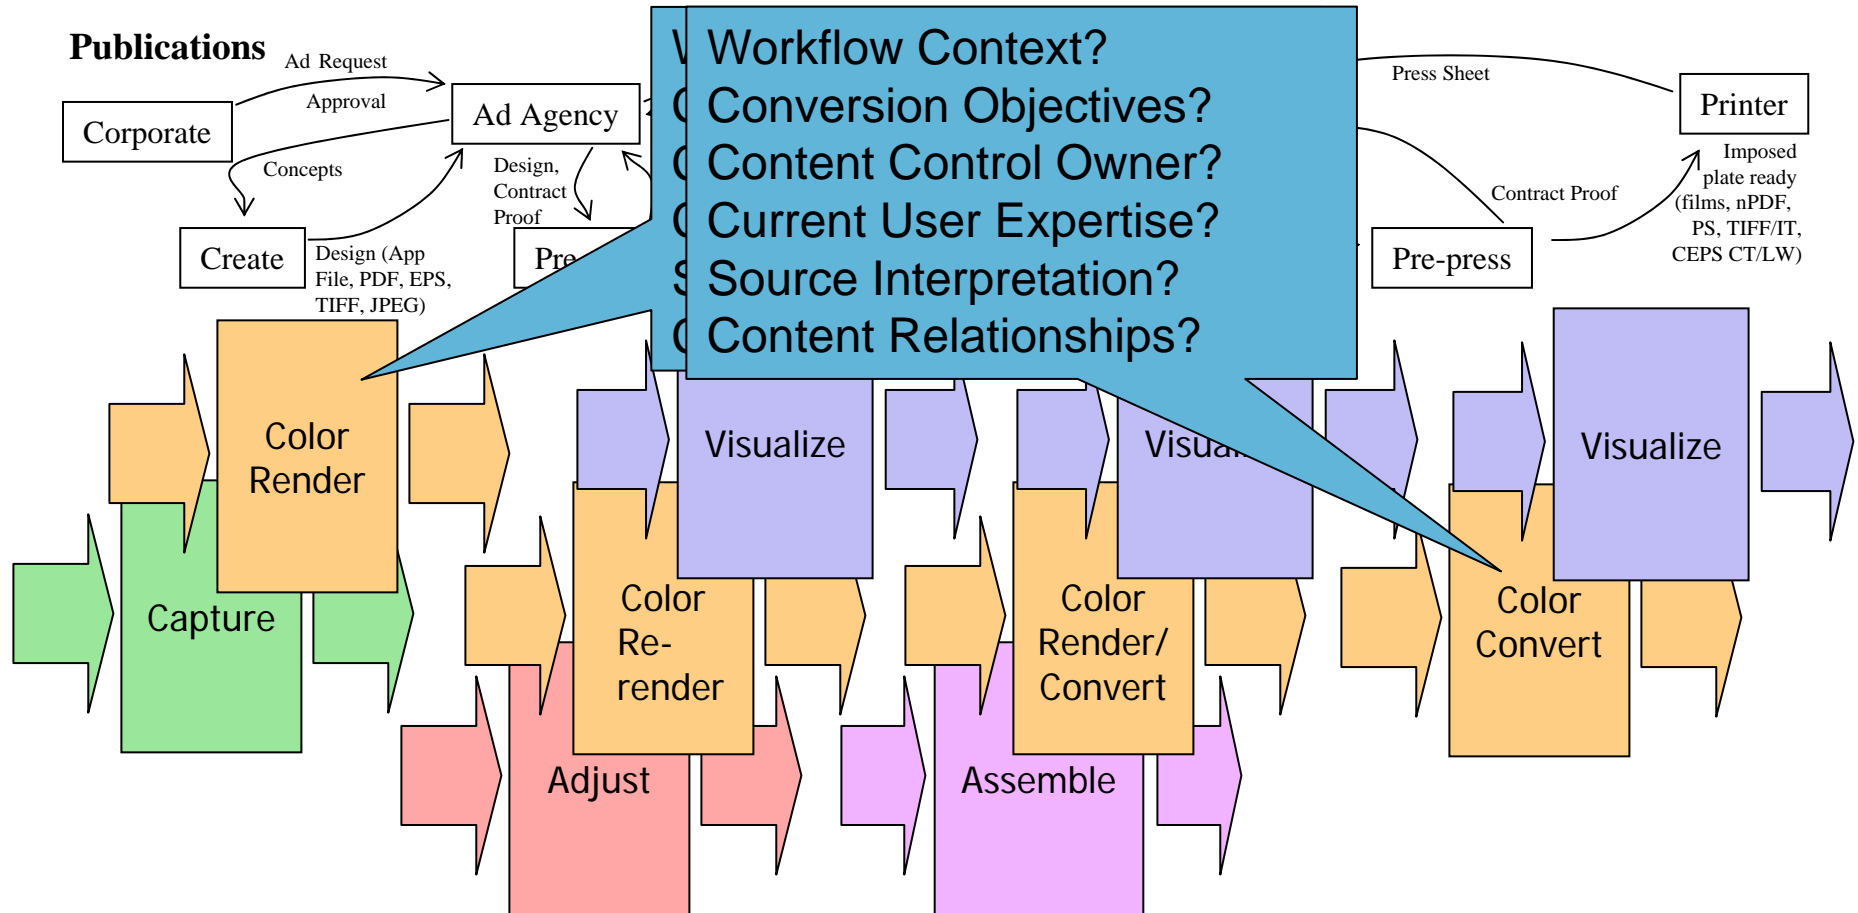 Publications
Ad Request
Approval
Corporate
Ad Agency
Concepts
Design,
Contract
Proof
Create
Design (App
File, PDF, EPS,
TIFF, JPEG)
Workflow Context?
Conversion Objectives?
Content Control Owner?
Current User Expertise?
Source Interpretation?
Content Relationships?
Press Sheet
Printer
Imposed
plate ready
(films, nPDF,
PS, TIFF/IT,
CEPS CT/LW)
Contract Proof
Pre-press
Color
Render
Visualize
Visualize
Capture
Color
Re-
render
Color
Render/
Convert
Color
Convert
Adjust
Assemble